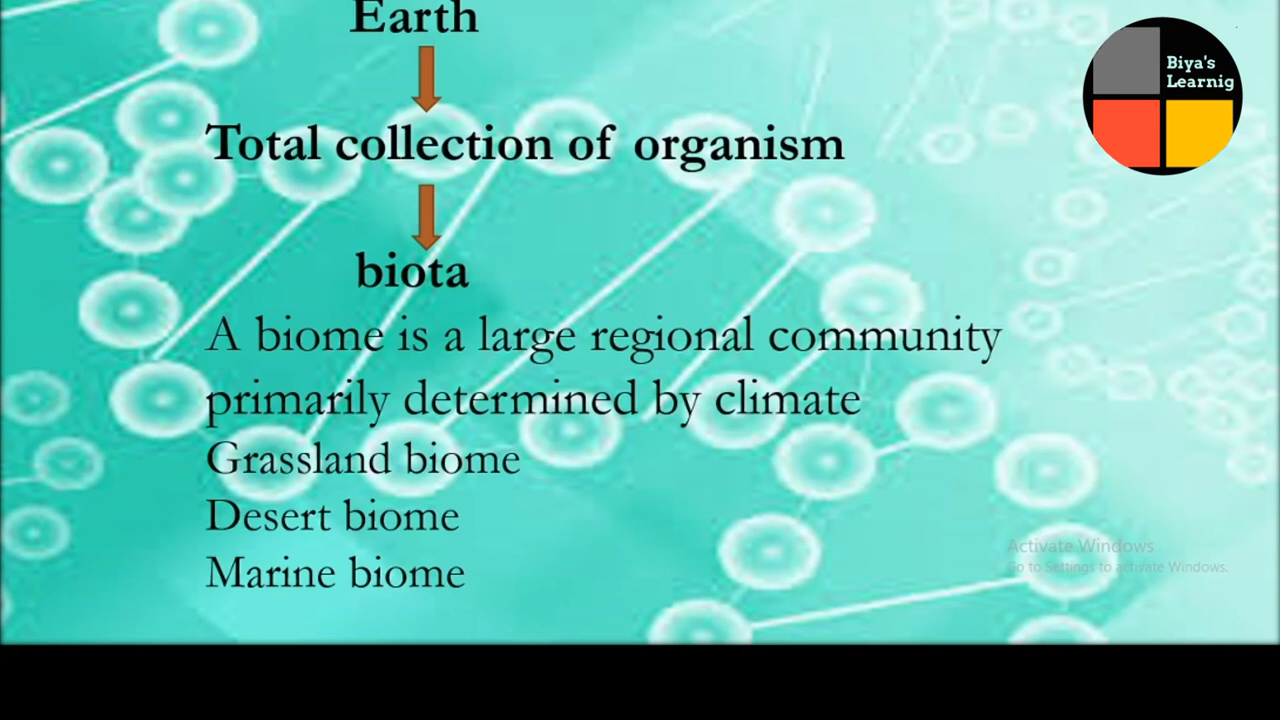 Earth
Biya's
Learnig
Total collection of organism
biota
A biome is a large regional community
primarily determined by climate
Grassland biome
Desert biome
Marine biome
Activate Windows
Go to Settings to activate Windows.